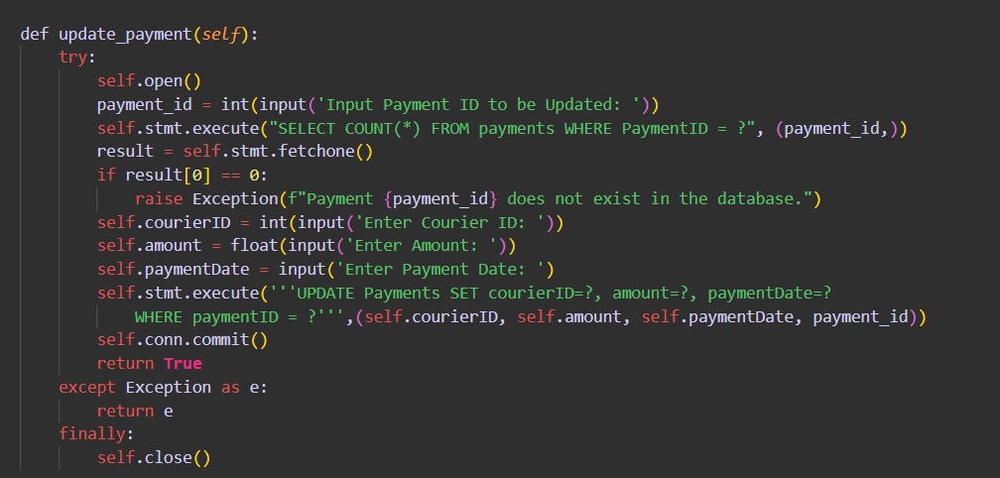 def update_payment(self):
    try:
        self.open()
        payment_id = int(input('Input Payment ID to be Updated: '))
        self.stmt.execute("SELECT COUNT(*) FROM payments WHERE PaymentID = ?", (payment_id,))
        result = self.stmt.fetchone()
        if result[0] == 0:
            raise Exception(f"Payment {payment_id} does not exist in the database.")
        self.courierID = int(input('Enter Courier ID: '))
        self.amount = float(input('Enter Amount: '))
        self.paymentDate = input('Enter Payment Date: ')
        self.stmt.execute('''UPDATE Payments SET courierID=?, amount=?, paymentDate=?
            WHERE paymentID = ?''',(self.courierID, self.amount, self.paymentDate, payment_id))
        self.conn.commit()
        return True
    except Exception as e:
        return e
    finally:
        self.close()